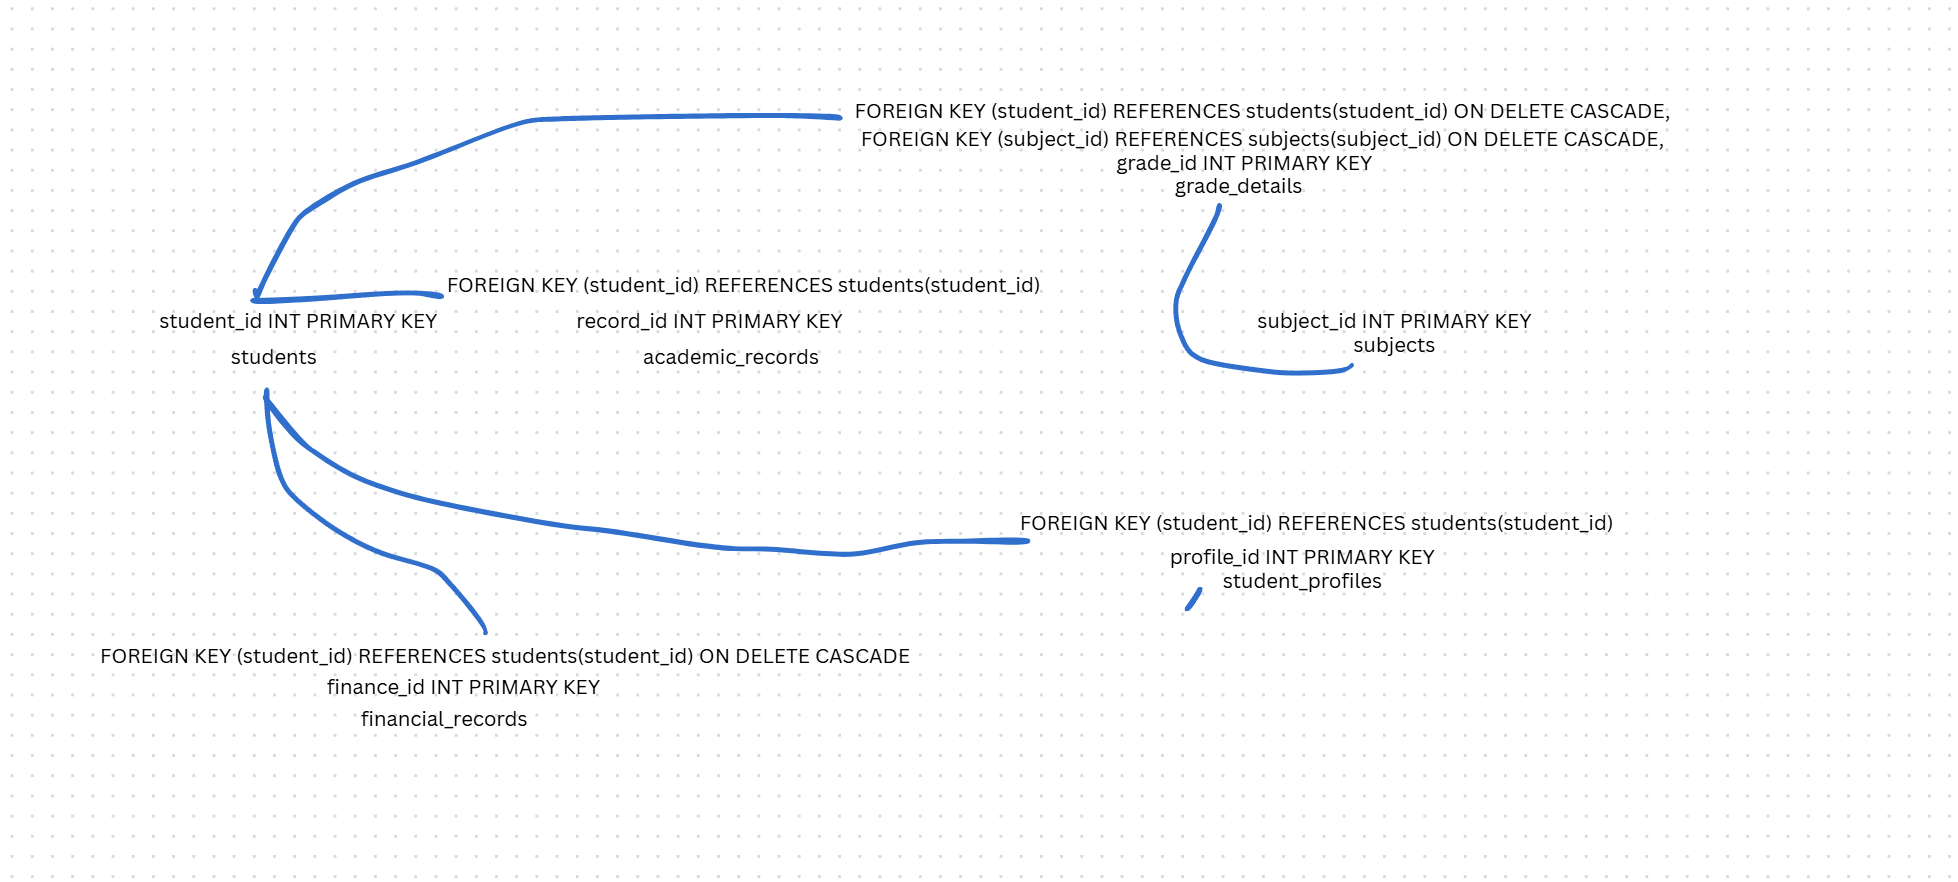 FOREIGN KEY (student_id) REFERENCES students(student_id) ON DELETE CASCADE,
FOREIGN KEY (subject_id) REFERENCES subjects(subject_id) ON DELETE CASCADE,
grade_id INT PRIMARY KEY
grade_details
FOREIGN KEY (student_id) REFERENCES students(student_id)
student_id INT PRIMARY KEY
students
record_id INT PRIMARY KEY
academic_records
subject_id INT PRIMARY KEY
subjects
FOREIGN KEY (student_id) REFERENCES students(student_id)
profile_id INT PRIMARY KEY
student_profiles
FOREIGN KEY (student_id) REFERENCES students(student_id) ON DELETE CASCADE
finance_id INT PRIMARY KEY
financial_records